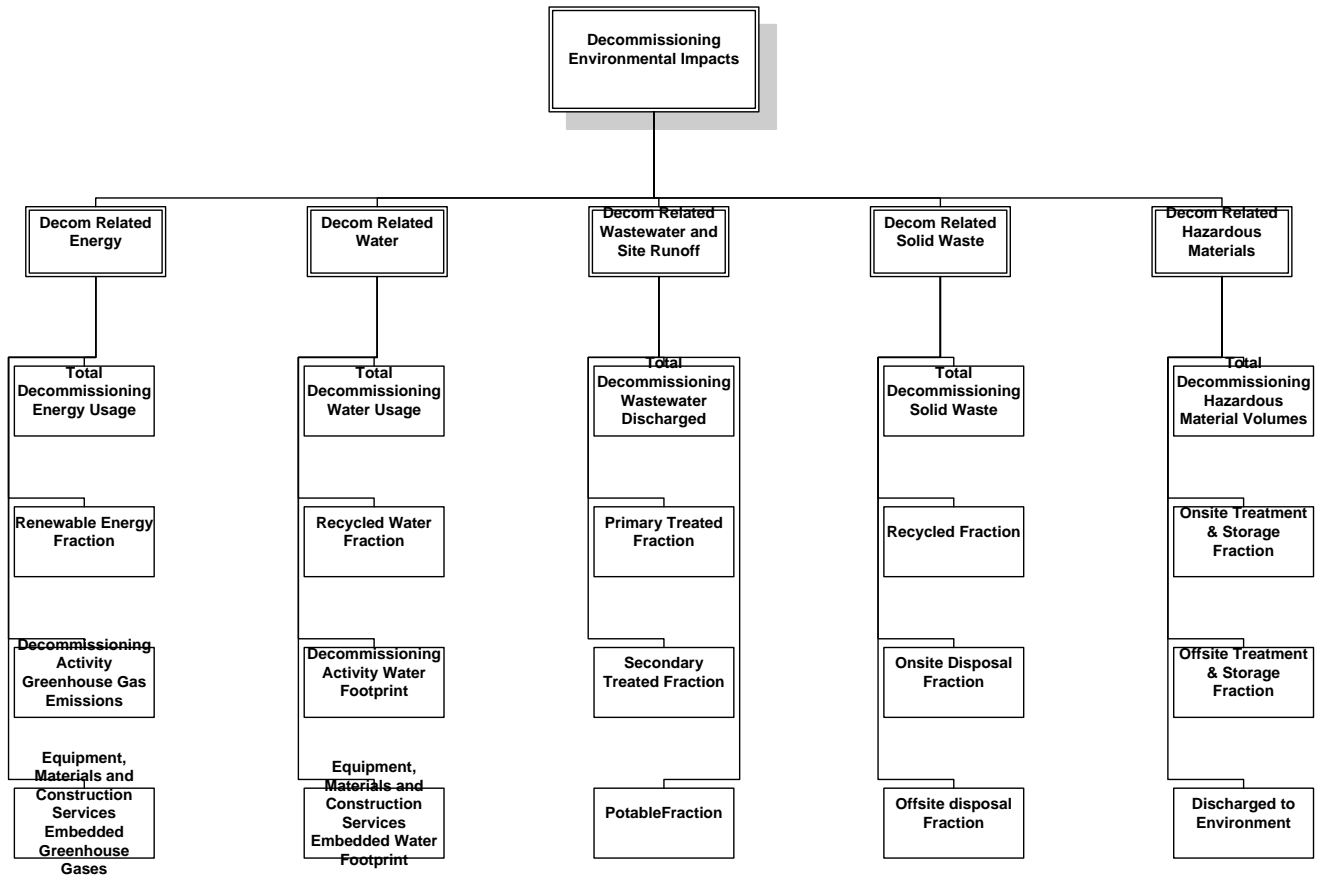 Decommissioning
Environmental Impacts
Decom Related
Energy
Decom Related
Water
Decom Related
Wastewater and
Site Runoff
Decom Related
Solid Waste
Decom Related
Hazardous
Materials
Total
Decommissioning
Energy Usage
Total
Decommissioning
Water Usage
Total
Decommissioning
Wastewater
Discharged
Total
Decommissioning
Solid Waste
Total
Decommissioning
Hazardous
Material Volumes
Renewable Energy
Fraction
Recycled Water
Fraction
Primary Treated
Fraction
Recycled Fraction
Onsite Treatment
& Storage
Fraction
Decommissioning
Activity
Greenhouse Gas
Emissions
Decommissioning
Activity Water
Footprint
Secondary
Treated Fraction
Onsite Disposal
Fraction
Offsite Treatment
& Storage
Fraction
Equipment,
Materials and
Construction
Services
Embedded
Greenhouse
Gases
Equipment,
Materials and
Construction
Services
Embedded Water
Footprint
PotableFraction
Offsite disposal
Fraction
Discharged to
Environment